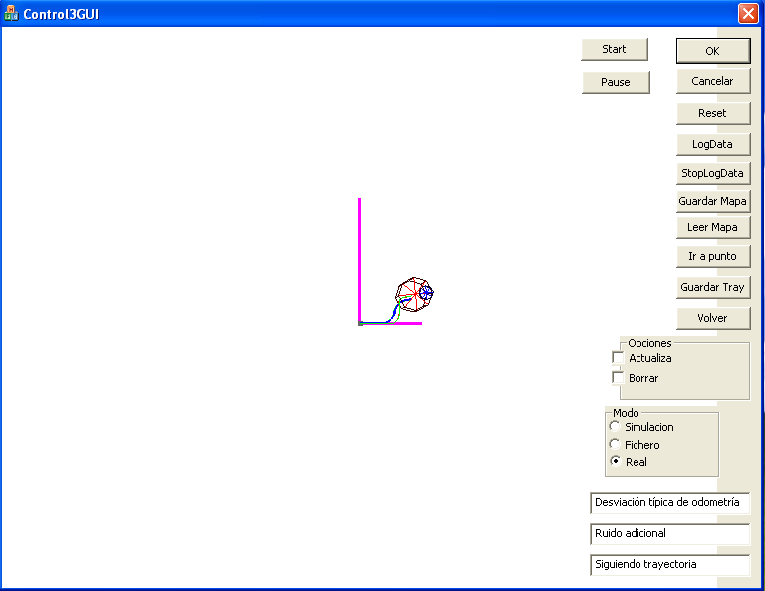 Control3GUI
Start
OK
Pause
Cancelar
Reset
LogData
StopLogData
Guardar Mapa
Leer Mapa
Ir a punto
Guardar Tray
Volver
Opciones
Actualiza
Borrar
Modo
Simulacion
Fichero
Real
Desviación típica de odometría
Ruido adicional
Siguiendo trayectoria